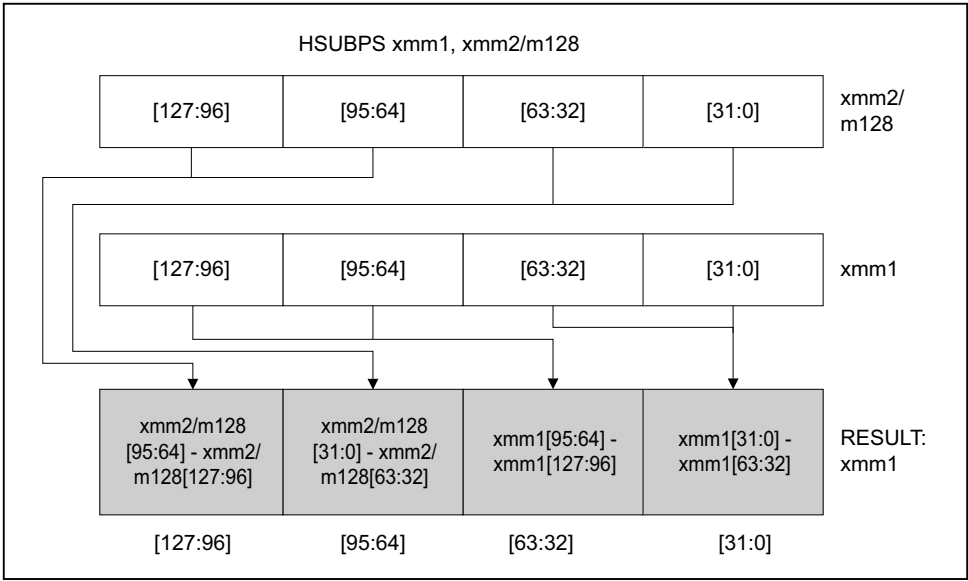 HSUBPS xmm1, xmm2/m128
[127:96] [95:64] [63:32] [31:0]
xmm2/
m128
[127:96] [95:64] [63:32] [31:0] xmm1
xmm2/m128
[95:64] - xmm2/
m128[127:96]
xmm2/m128
[31:0] - xmm2/
m128[63:32]
xmm1[95:64] -
xmm1[127:96]
xmm1[31:0] -
xmm1[63:32]
RESULT:
xmm1
[127:96] [95:64] [63:32] [31:0]